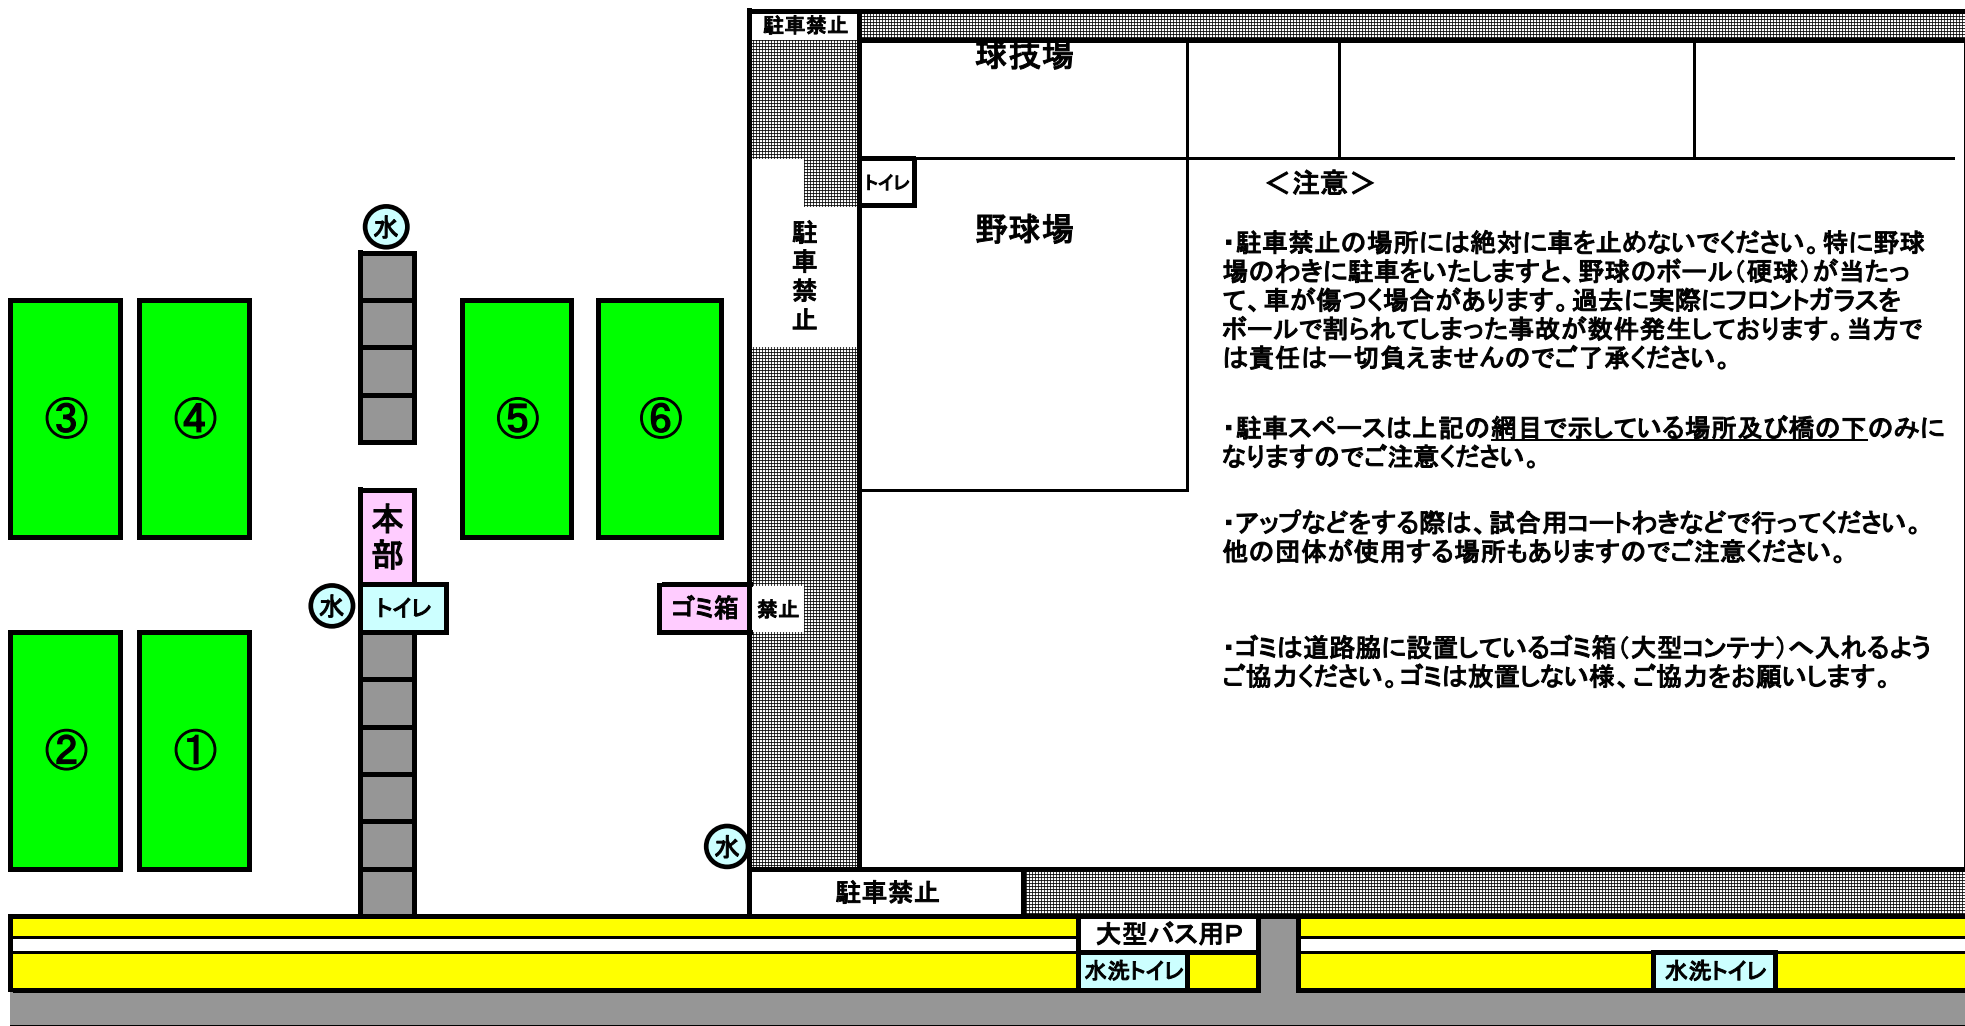 駐車禁止
球技場
トイレ
＜注意＞
水
野球場
駐車禁止
・駐車禁止の場所には絶対に車を止めないでください。特に野球
場のわきに駐車をいたしますと、野球のボール（硬球）が当たっ
て、車が傷つく場合があります。過去に実際にフロントガラスを
ボールで割られてしまった事故が数件発生しております。当方で
は責任は一切負えませんのでご了承ください。
③
④
⑤
⑥
・駐車スペースは上記の網目で示している場所及び橋の下のみに
なりますのでご注意ください。
本部
・アップなどをする際は、試合用コートわきなどで行ってください。
他の団体が使用する場所もありますのでご注意ください。
水
トイレ
ゴミ箱
禁止
・ゴミは道路脇に設置しているゴミ箱（大型コンテナ）へ入れるよう
ご協力ください。ゴミは放置しない様、ご協力をお願いします。
②
①
水
駐車禁止
大型バス用P
水洗トイレ
水洗トイレ